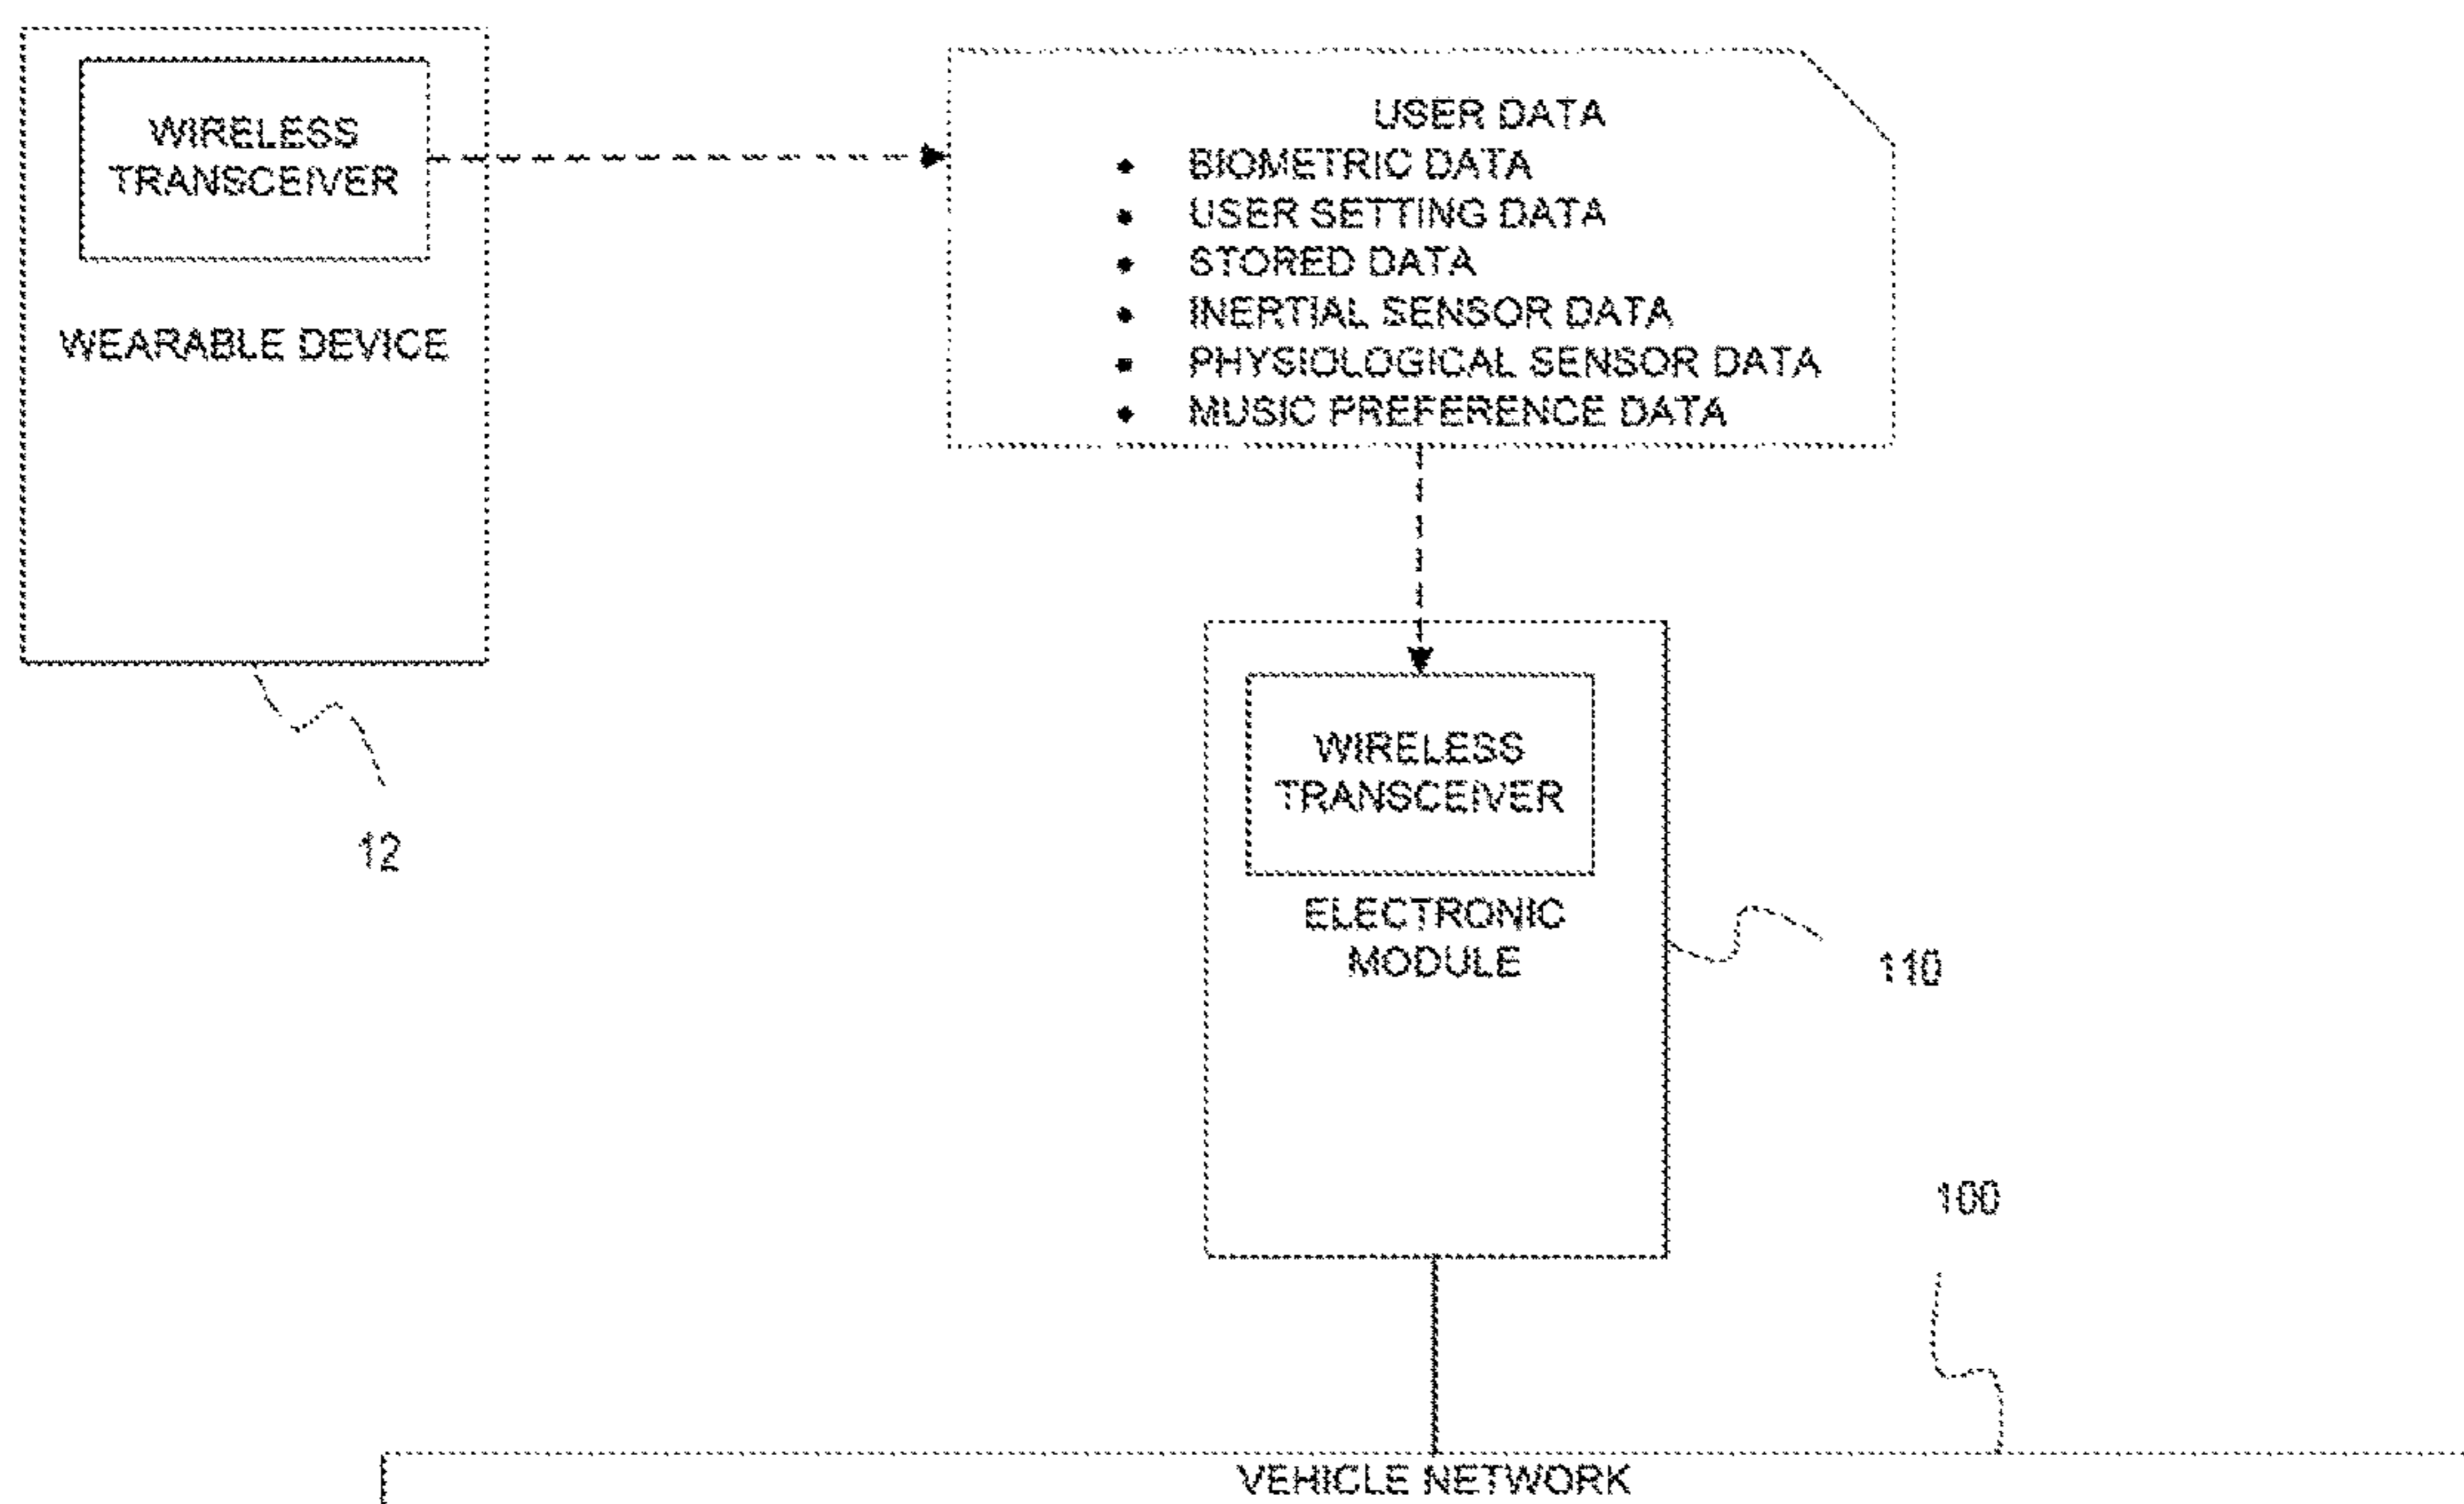 WIRELESS
TRANSCEIVER
WEARABLE DEVICE
12
USER DATA
• BIOMETRIC DATA
• USER SETTING DATA
• STORED DATA
• INERTIAL SENSOR DATA
• PHYSIOLOGICAL SENSOR DATA
• MUSIC PREFERENCE DATA
WIRELESS
TRANSCEIVER
ELECTRONIC
MODULE
110
100
VEHICLE NETWORK